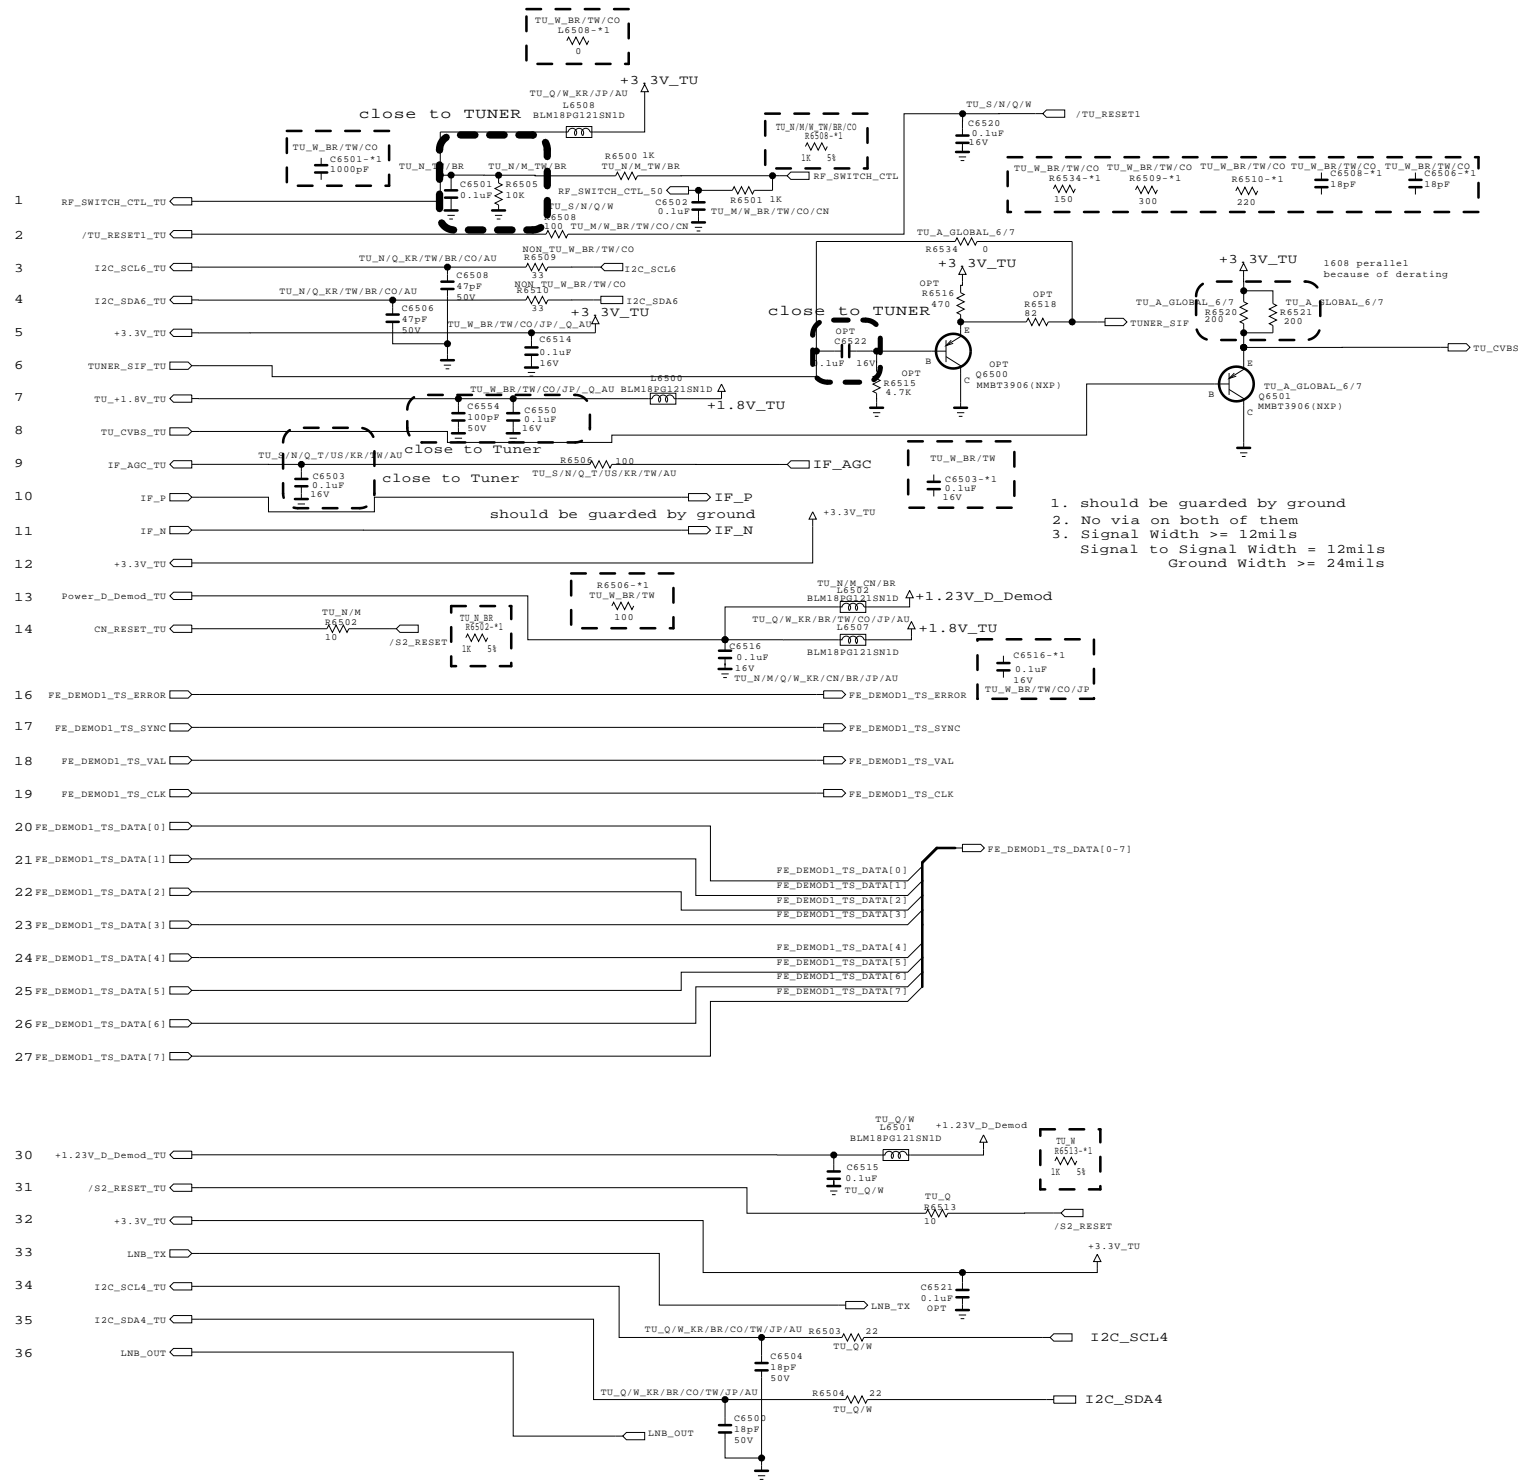 TU_W_BR/TW/CO
L6508-*1
0
+3.3V_TU
TU_Q/W_KR/JP/AU
L6508
BLM18PG121SN1D
close to TUNER
TU_W_BR/TW/CO
C6501-*1
1000pF
TU_N_TW/BR
TU_N/M_TW/BR
C6501
0.1uF
R6505
10K
R6500 1K
TU_N/M_TW/BR
TU_N/M/W_TW/BR/CO
R6508-*1
1K 5%
RF_SWITCH_CTL
RF_SWITCH_CTL_50
R6501 1K
C6502
0.1uF
TU_M/W_BR/TW/CO/CN
TU_S/N/Q/W
/TU_RESET1
C6520
0.1uF
16V
TU_W_BR/TW/CO
R6534-*1
150
TU_W_BR/TW/CO
R6509-*1
300
TU_W_BR/TW/CO
R6510-*1
220
TU_W_BR/TW/CO
C6508-*1
18pF
TU_W_BR/TW/CO
C6506-*1
18pF
1 RF_SWITCH_CTL_TU
TU_S/N/Q/W
R6508
100
TU_M/W_BR/TW/CO/CN
2 /TU_RESET1_TU
TU_A_GLOBAL_6/7
R6534 0
3 I2C_SCL6_TU
TU_N/Q_KR/TW/BR/CO/AU
C6508
47pF
50V
NON_TU_W_BR/TW/CO
R6509
33
I2C_SCL6
4 I2C_SDA6_TU
TU_N/Q_KR/TW/BR/CO/AU
C6506
47pF
50V
NON_TU_W_BR/TW/CO
R6510
33
I2C_SDA6
+3.3V_TU
5 +3.3V_TU
TU_W_BR/TW/CO/JP/_Q_AU
C6514
0.1uF
16V
+3.3V_TU
OPT
R6516
470
OPT
R6518
82
TUNER_SIF
close to TUNER
OPT
C6522
0.1uF 16V
E
B
C
OPT
Q6500
MMBT3906(NXP)
OPT
R6515
4.7K
+3.3V_TU
1608 perallel
because of derating
TU_A_GLOBAL_6/7
R6520
200
TU_A_GLOBAL_6/7
R6521
200
TU_CVBS
E
B
C
TU_A_GLOBAL_6/7
Q6501
MMBT3906(NXP)
6 TUNER_SIF_TU
7 TU_+1.8V_TU
TU_W_BR/TW/CO/JP/_Q_AU
L6500
BLM18PG121SN1D
+1.8V_TU
C6554
100pF
50V
C6550
0.1uF
16V
8 TU_CVBS_TU
close to Tuner
9 IF_AGC_TU
TU_S/N/Q_T/US/KR/TW/AU
C6503
0.1uF
16V
close to Tuner
R6506 100
TU_S/N/Q_T/US/KR/TW/AU
IF_AGC
TU_W_BR/TW
C6503-*1
0.1uF
16V
10 IF_P
IF_P
should be guarded by ground
11 IF_N
IF_N
+3.3V_TU
1. should be guarded by ground
2. No via on both of them
3. Signal Width >= 12mils
Signal to Signal Width = 12mils
Ground Width >= 24mils
12 +3.3V_TU
13 Power_D_Demod_TU
R6506-*1
TU_W_BR/TW
100
TU_N/M_CN/BR
L6502
BLM18PG121SN1D
+1.23V_D_Demod
14 CN_RESET_TU
TU_N/M
R6502
10
/S2_RESET
TU_N_BR
R6502-*1
1K 5%
TU_Q/W_KR/BR/TW/CO/JP/AU
L6507
BLM18PG121SN1D
+1.8V_TU
C6516
0.1uF
16V
TU_N/M/Q/W_KR/CN/BR/JP/AU
C6516-*1
0.1uF
16V
TU_W_BR/TW/CO/JP
16 FE_DEMOD1_TS_ERROR
FE_DEMOD1_TS_ERROR
17 FE_DEMOD1_TS_SYNC
FE_DEMOD1_TS_SYNC
18 FE_DEMOD1_TS_VAL
FE_DEMOD1_TS_VAL
19 FE_DEMOD1_TS_CLK
FE_DEMOD1_TS_CLK
20 FE_DEMOD1_TS_DATA[0]
21 FE_DEMOD1_TS_DATA[1]
22 FE_DEMOD1_TS_DATA[2]
23 FE_DEMOD1_TS_DATA[3]
24 FE_DEMOD1_TS_DATA[4]
25 FE_DEMOD1_TS_DATA[5]
26 FE_DEMOD1_TS_DATA[6]
27 FE_DEMOD1_TS_DATA[7]
FE_DEMOD1_TS_DATA[0-7]
FE_DEMOD1_TS_DATA[0]
FE_DEMOD1_TS_DATA[1]
FE_DEMOD1_TS_DATA[2]
FE_DEMOD1_TS_DATA[3]
FE_DEMOD1_TS_DATA[4]
FE_DEMOD1_TS_DATA[5]
FE_DEMOD1_TS_DATA[6]
FE_DEMOD1_TS_DATA[7]
30 +1.23V_D_Demod_TU
TU_Q/W
L6501
BLM18PG121SN1D
+1.23V_D_Demod
C6515
0.1uF
TU_Q/W
TU_W
R6513-*1
1K 5%
31 /S2_RESET_TU
TU_Q
R6513
10
/S2_RESET
32 +3.3V_TU
+3.3V_TU
C6521
0.1uF
OPT
33 LNB_TX
LNB_TX
34 I2C_SCL4_TU
TU_Q/W_KR/BR/CO/TW/JP/AU
R6503 22
TU_Q/W
I2C_SCL4
C6504
18pF
50V
35 I2C_SDA4_TU
TU_Q/W_KR/BR/CO/TW/JP/AU
R6504 22
TU_Q/W
I2C_SDA4
C6500
18pF
50V
36 LNB_OUT
LNB_OUT